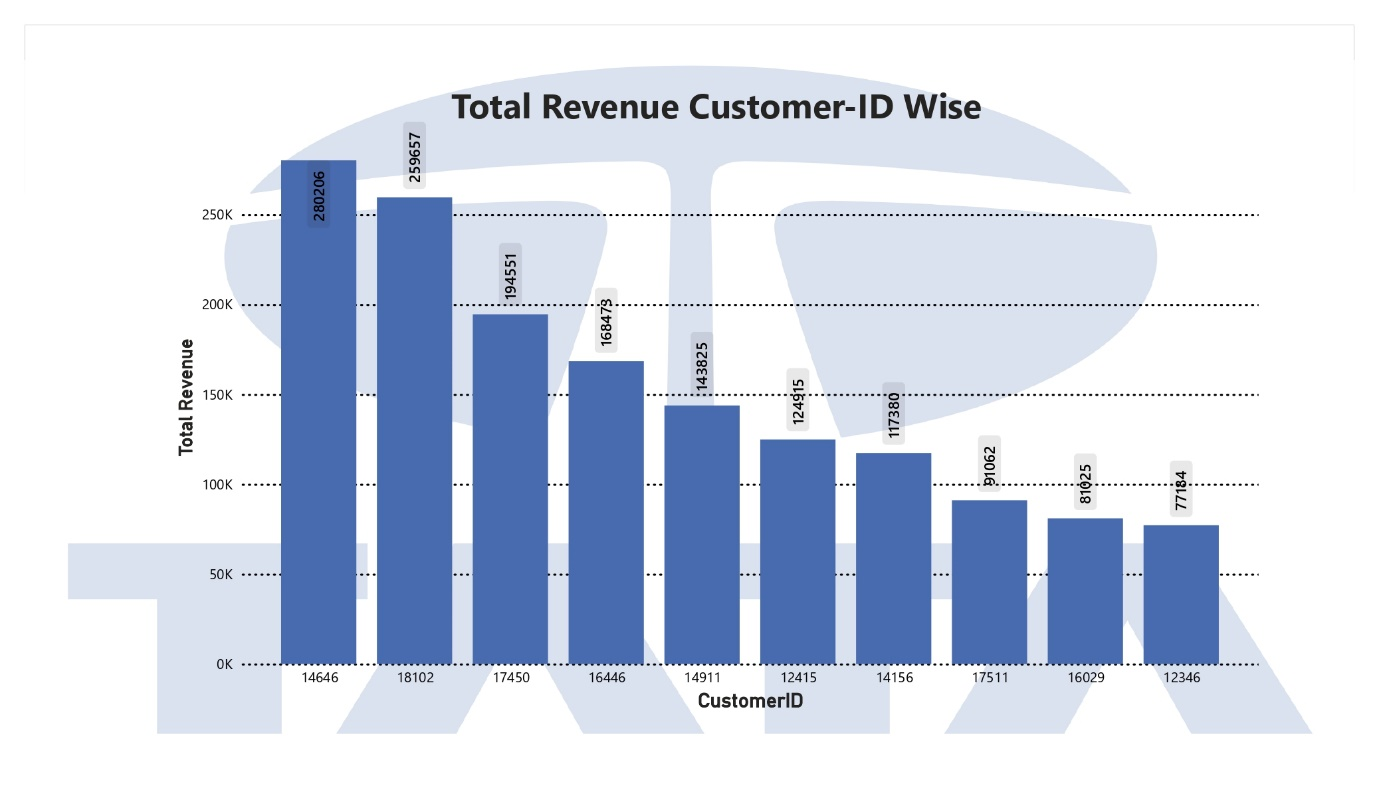 Total Revenue Customer-ID Wise
280206
259657
194551
168473
143825
124915
117380
91062
81025
77184
250K
200K
150K
100K
50K
0K
Total Revenue
14646 18102 17450 16446 14911 12415 14156 17511 16029 12346
CustomerID
TATA